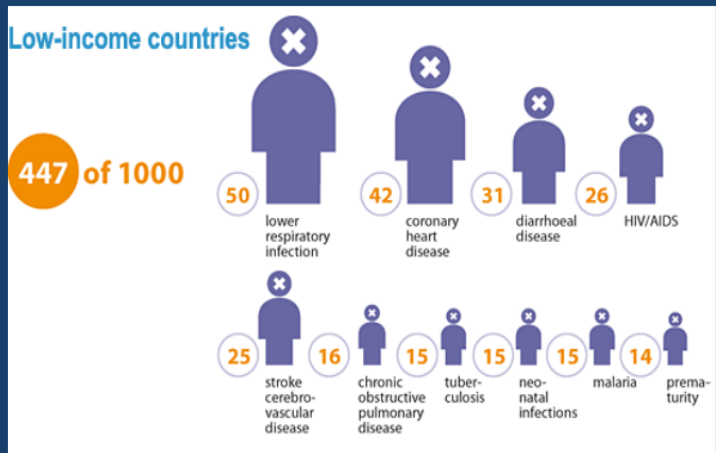 Low-income countries
447 of 1000
50
lower
respiratory
infection
42
coronary
heart
disease
31
diarrhoeal
disease
26
HIV/AIDS
25
stroke
cerebro-
vascular
disease
16
chronic
obstructive
pulmonary
disease
15
tuber-
culosis
15
neo-
natal
infections
15
malaria
14
prema-
turity